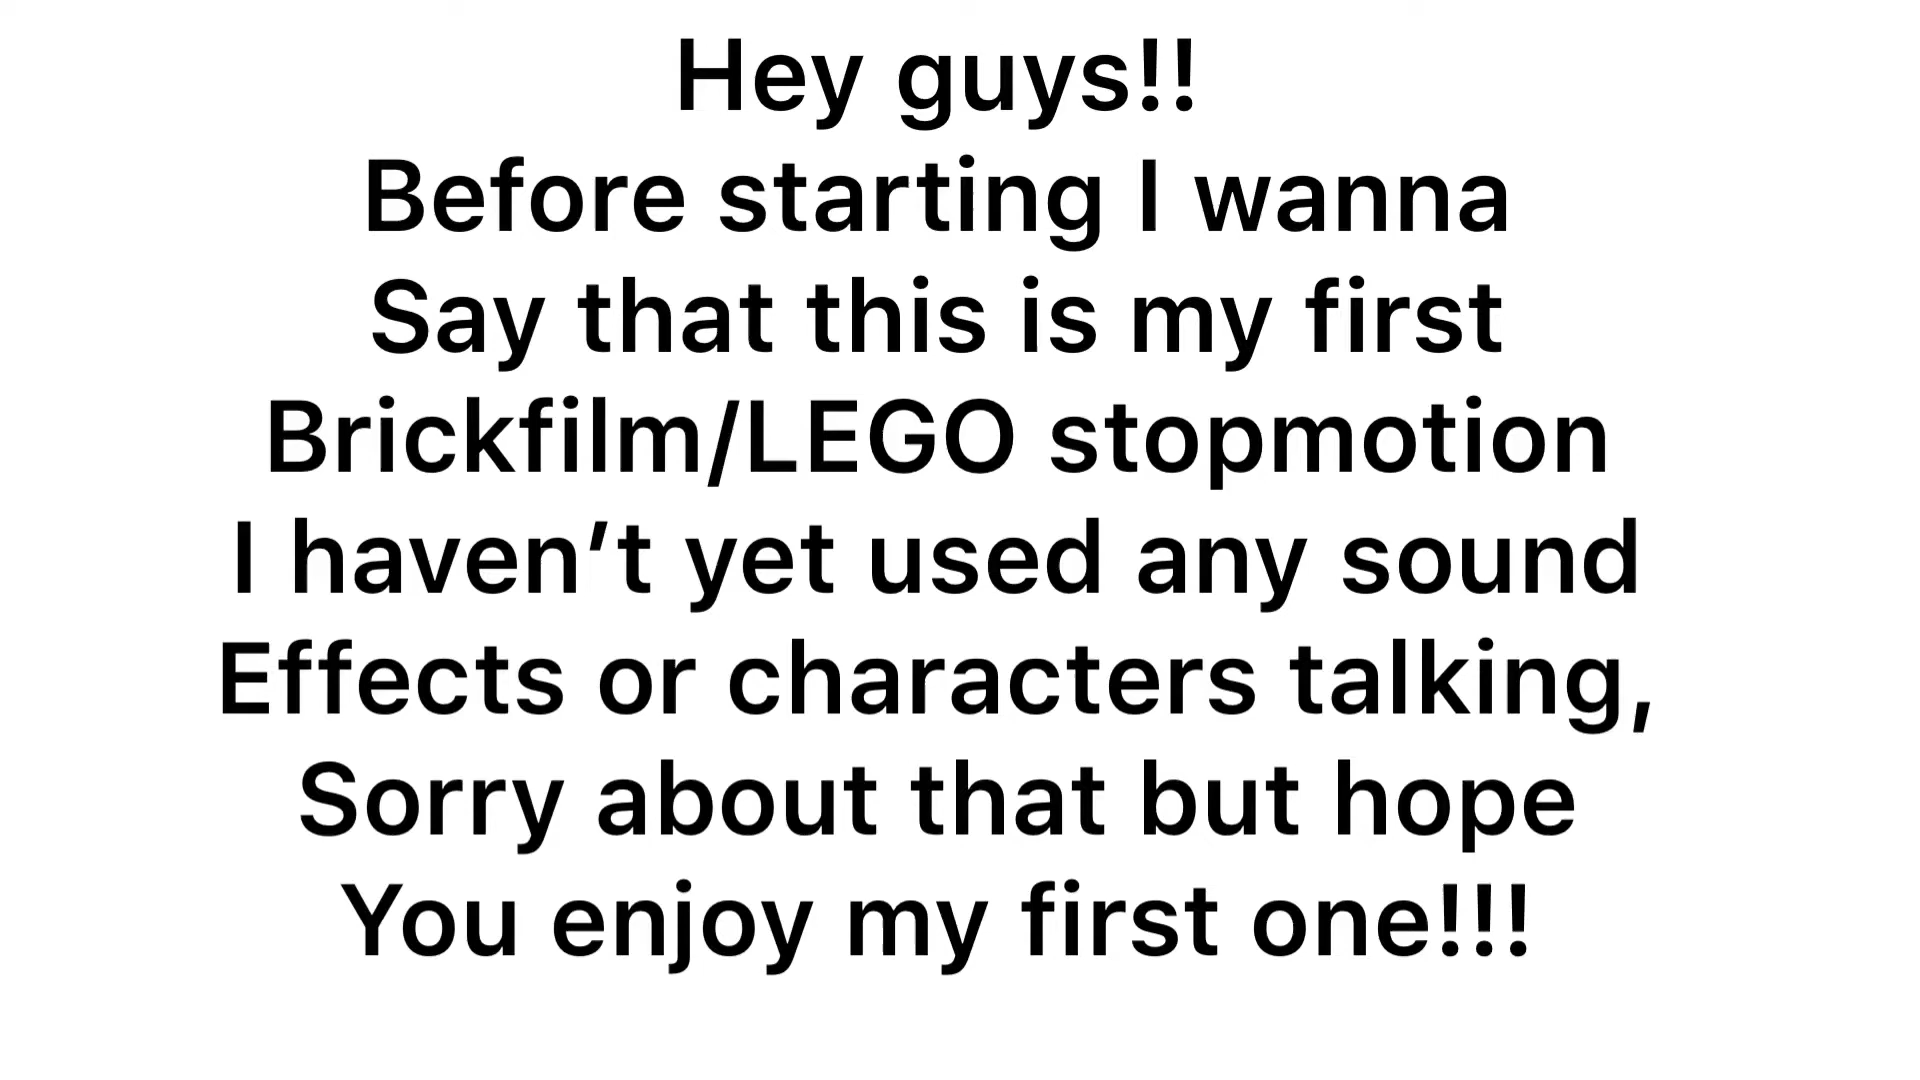 Hey guys!!
Before starting I wanna
Say that this is my first
Brickfilm/LEGO stopmotion
I haven’t yet used any sound
Effects or characters talking,
Sorry about that but hope
You enjoy my first one!!!